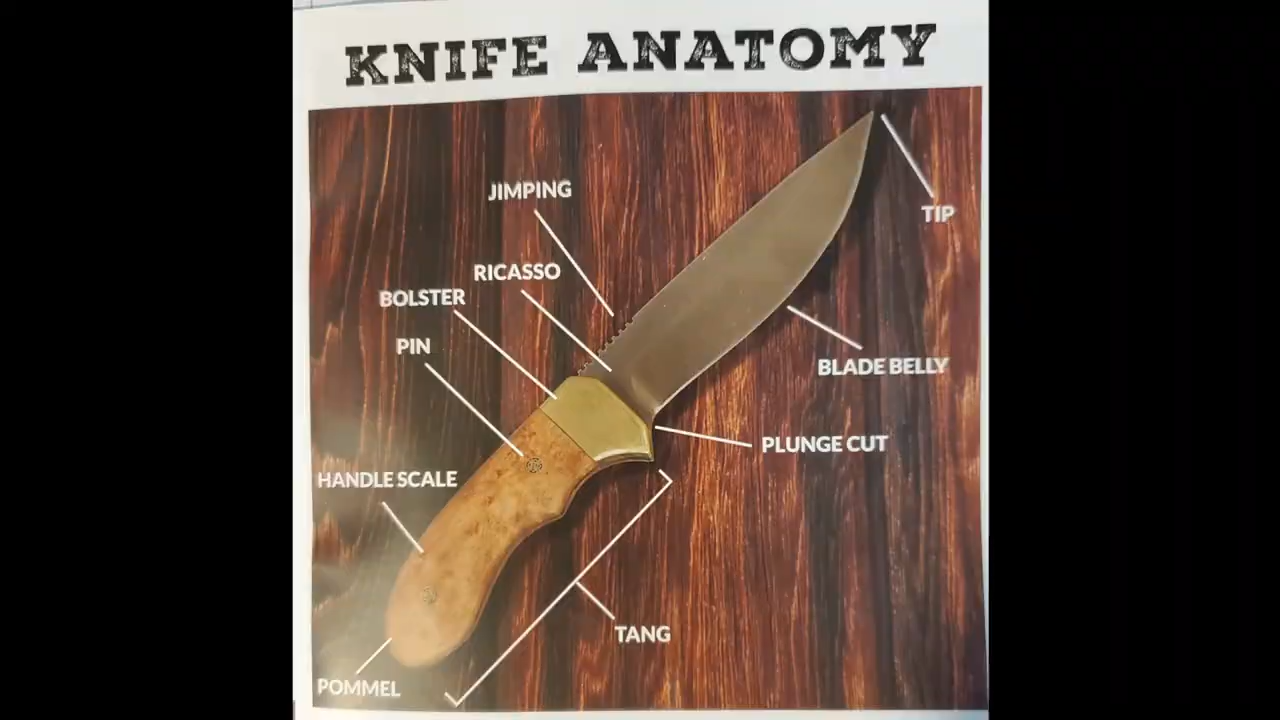 KNIFE ANATOMY
JIMPING
TIP
RICASSO
BOLSTER
PIN
BLADE BELLY
PLUNGE CUT
HANDLE SCALE
TANG
POMMEL